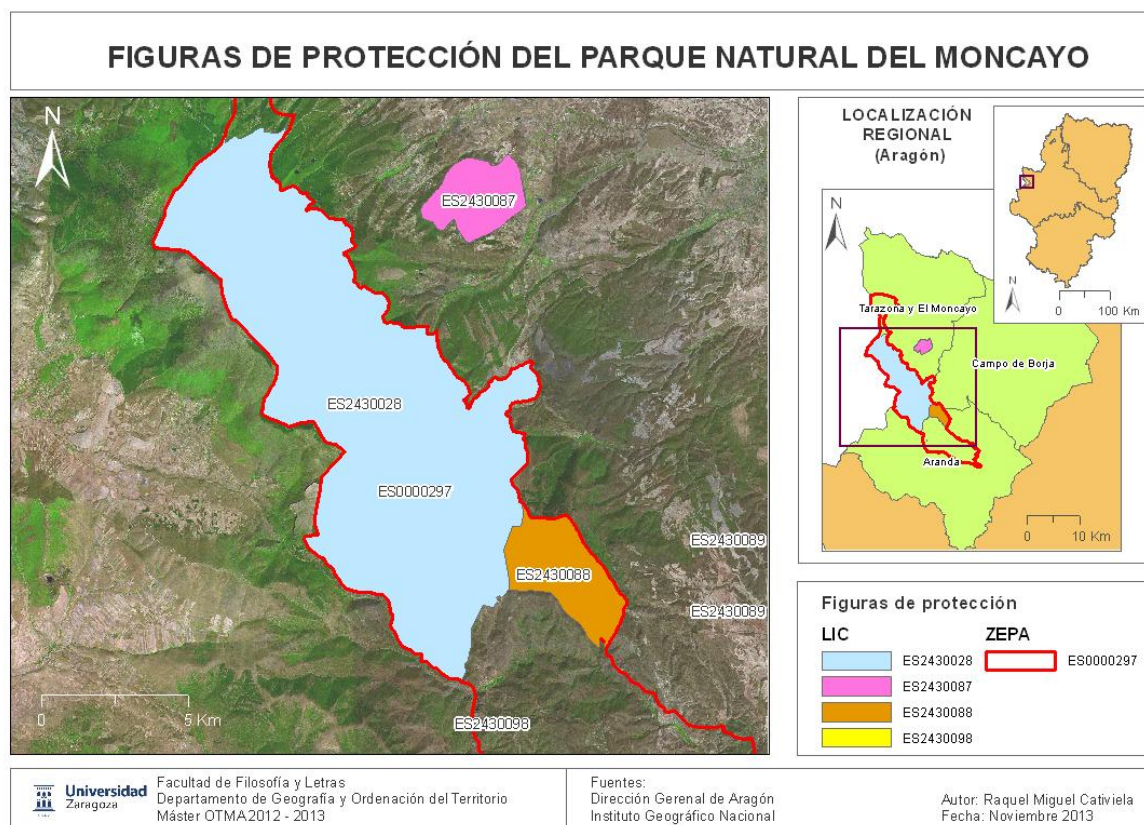 FIGURAS DE PROTECCIÓN DEL PARQUE NATURAL DEL MONCAYO
N
ES2430087
ES2430028
ES0000297
ES2430089
ES2430088
ES2430089
0 5 Km
ES2430098
LOCALIZACIÓN
REGIONAL
(Aragón)
N
0 100 Km
N
Tarazona y El Moncayo
Campo de Borja
Aranda
0 10 Km
Figuras de protección
LIC ZEPA
ES2430028 ES0000297
ES2430087
ES2430088
ES2430098
Universidad
Zaragoza
Facultad de Filosofía y Letras
Departamento de Geografía y Ordenación del Territorio
Máster OTMA2012 - 2013
Fuentes:
Dirección Gerenal de Aragón
Instituto Geográfico Nacional
Autor: Raquel Miguel Cativiela
Fecha: Noviembre 2013